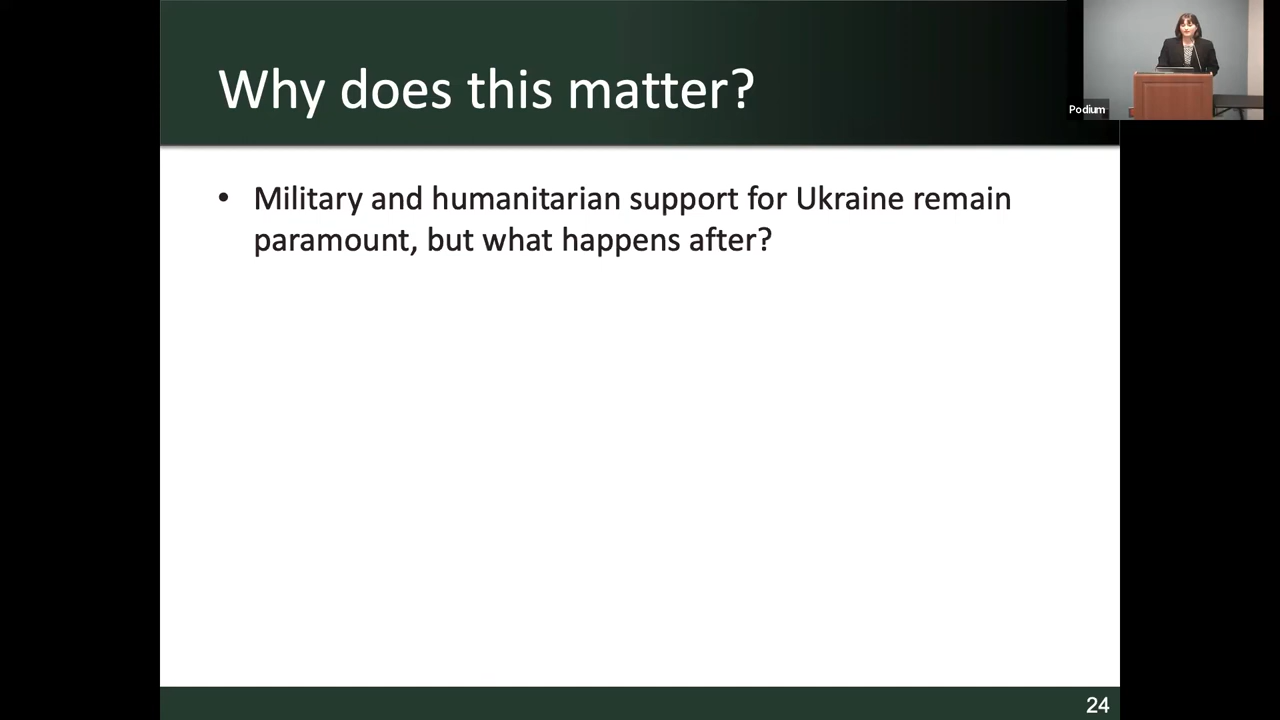 Why does this matter?
Podium
• Military and humanitarian support for Ukraine remain
paramount, but what happens after?
24